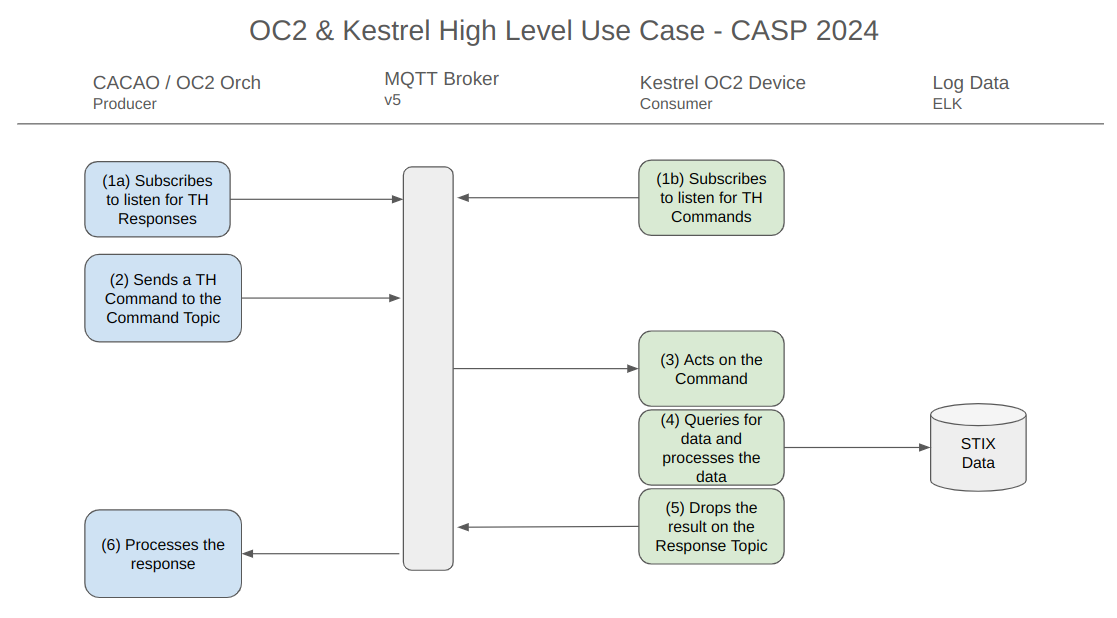 OC2 & Kestrel High Level Use Case - CASP 2024
CACAO / OC2 Orch
Producer
MQTT Broker
v5
Kestrel OC2 Device
Consumer
Log Data
ELK
(1a) Subscribes
to listen for TH
Responses
(1b) Subscribes
to listen for TH
Commands
(2) Sends a TH
Command to the
Command Topic
(3) Acts on the
Command
(4) Queries for
data and
processes the
data
STIX
Data
(5) Drops the
result on the
Response Topic
(6) Processes the
response